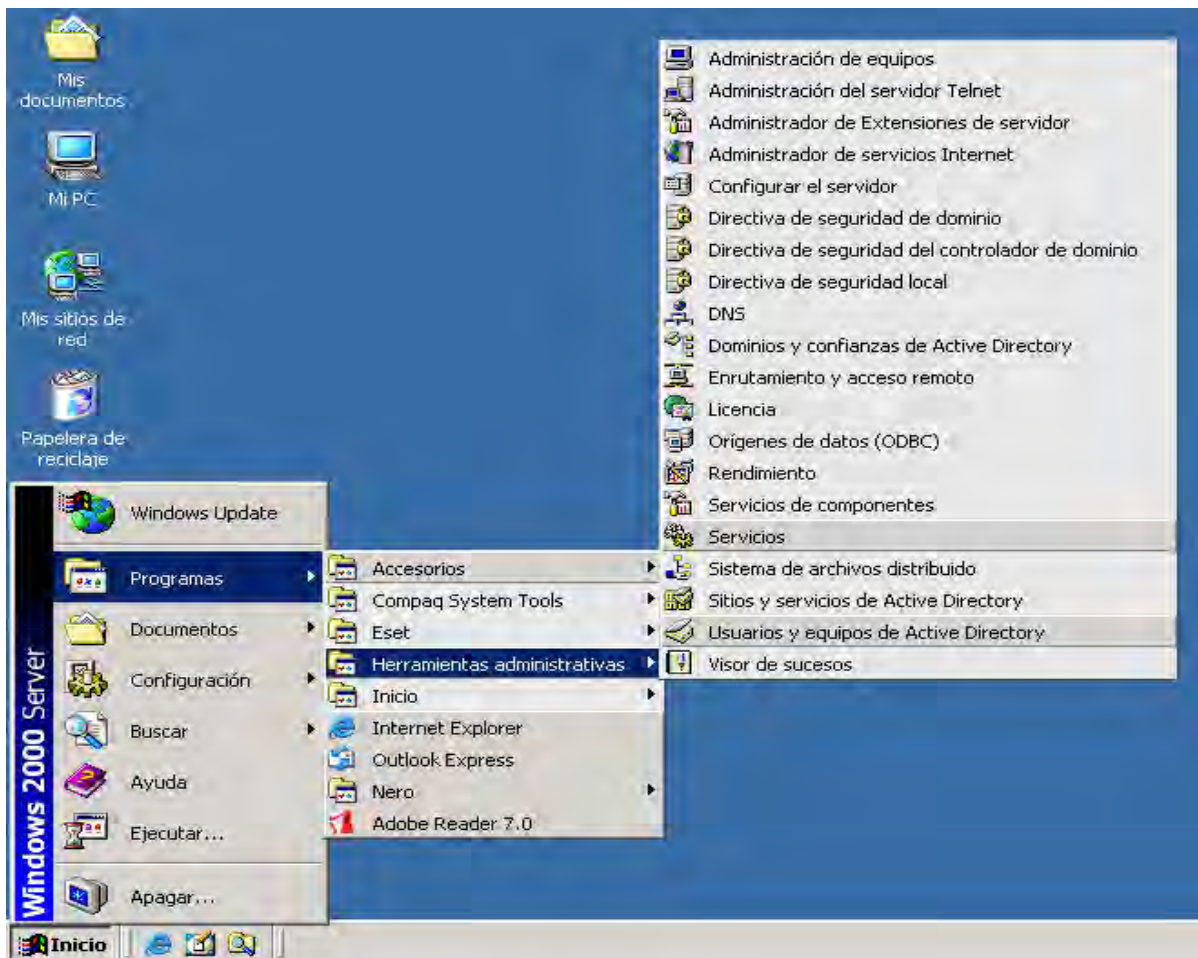 Mis
documentos
Mi PC
Mis sitios de
red
Papelera de
reciclaje
Windows 2000 Server
Windows Update
Programas
Documentos
Configuración
Buscar
Ayuda
Ejecutar...
Apagar...
Inicio
Accesorios
Compaq System Tools
Eset
Herramientas administrativas
Inicio
Internet Explorer
Outlook Express
Nero
Adobe Reader 7.0
Administración de equipos
Administración del servidor Telnet
Administrador de Extensiones de servidor
Administrador de servicios Internet
Configurar el servidor
Directiva de seguridad de dominio
Directiva de seguridad del controlador de dominio
Directiva de seguridad local
DNS
Dominios y confianzas de Active Directory
Enrutamiento y acceso remoto
Licencia
Orígenes de datos (ODBC)
Rendimiento
Servicios de componentes
Servicios
Sistema de archivos distribuido
Sitios y servicios de Active Directory
Usuarios y equipos de Active Directory
Visor de sucesos